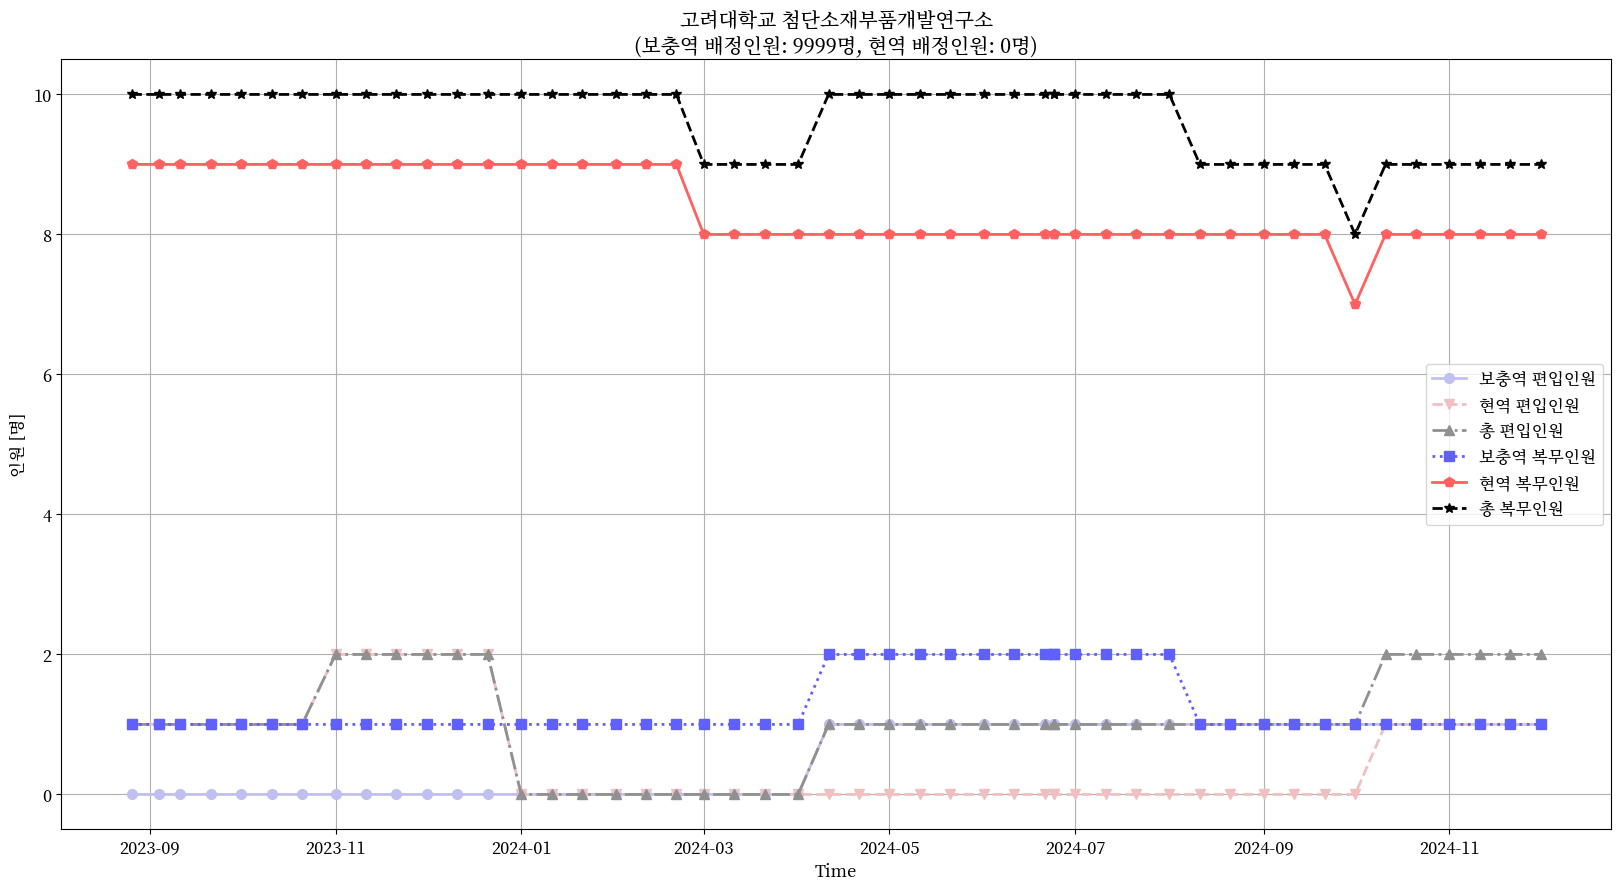 고려대학교 첨단소재부품개발연구소
(보충역 배정인원: 9999명, 현역 배정인원: 0명)
인원 [명]
10
8
6
4
2
0
보충역 편입인원
현역 편입인원
총 편입인원
보충역 복무인원
현역 복무인원
총 복무인원
2023-09
2023-11
2024-01
2024-03
2024-05
2024-07
2024-09
2024-11
Time